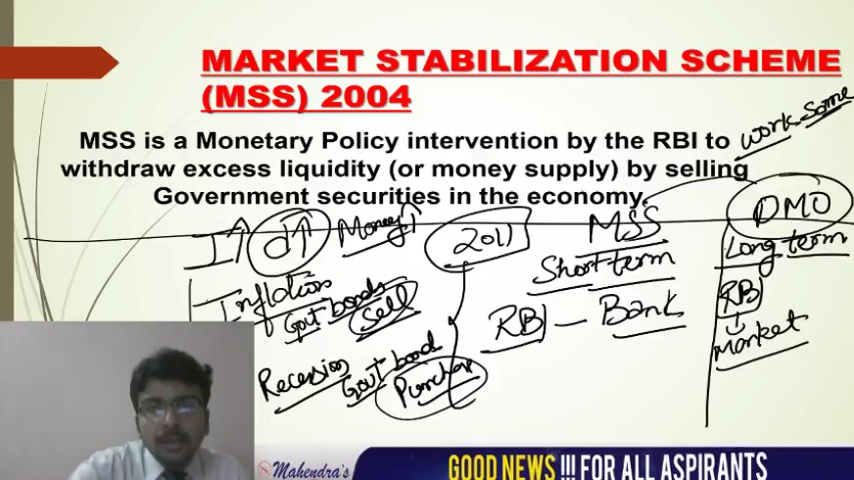 MARKET STABILIZATION SCHEME
(MSS) 2004
MSS is a Monetary Policy intervention by the RBI to
withdraw excess liquidity (or money supply) by selling
Government securities in the economy.
work same
I↑ d↑ Money↑
2011
MSS
OMO
Short term
Long term
Inflation
Govt bonds
Sell
RBI — Bank
RBI
Market
Recession
Govt bond
Purchase
Mahendra's
GOOD NEWS !!! FOR ALL ASPIRANTS